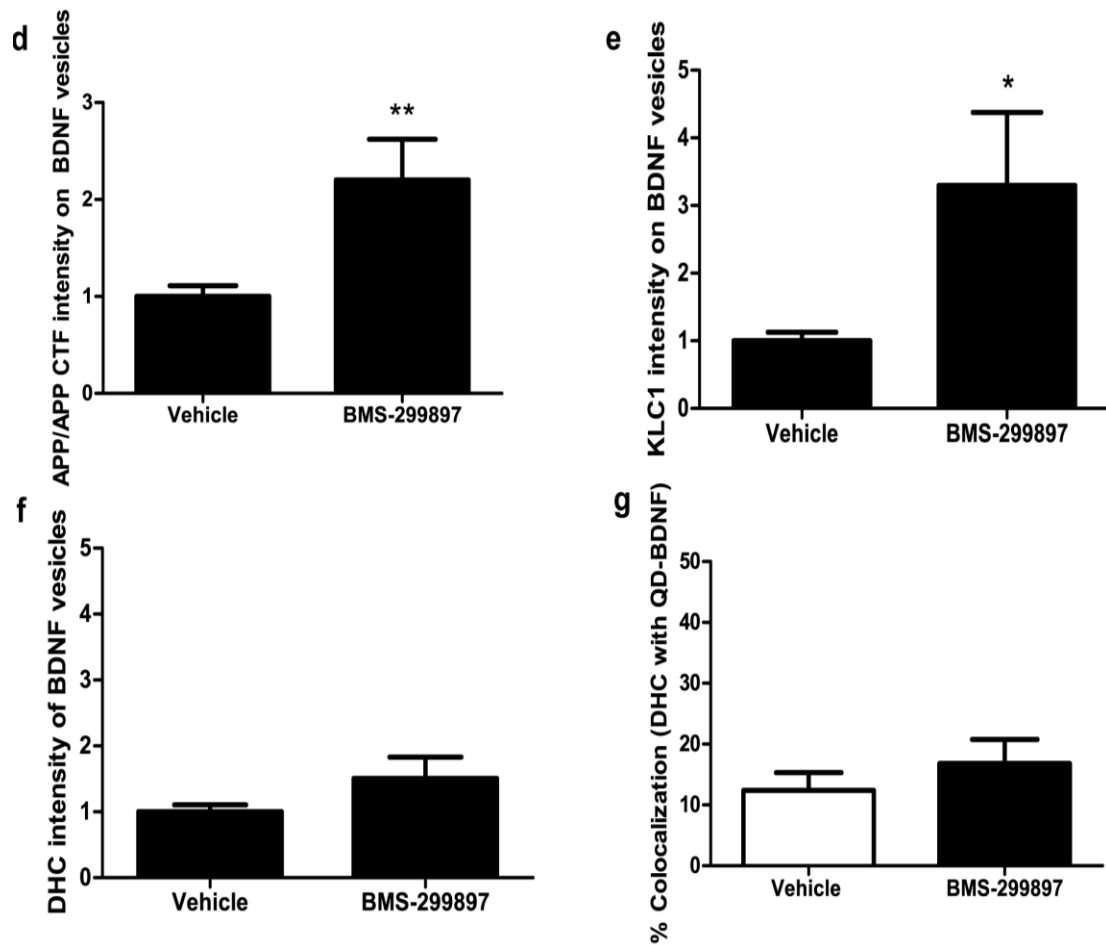 d
APP/APP CTF intensity on BDNF vesicles
3
2
1
0
**
Vehicle
BMS-299897
e
KLC1 intensity on BDNF vesicles
5
4
3
2
1
0
*
Vehicle
BMS-299897
f
DHC intensity of BDNF vesicles
5
4
3
2
1
0
Vehicle
BMS-299897
g
% Colocalization (DHC with QD-BDNF)
50
40
30
20
10
0
Vehicle
BMS-299897